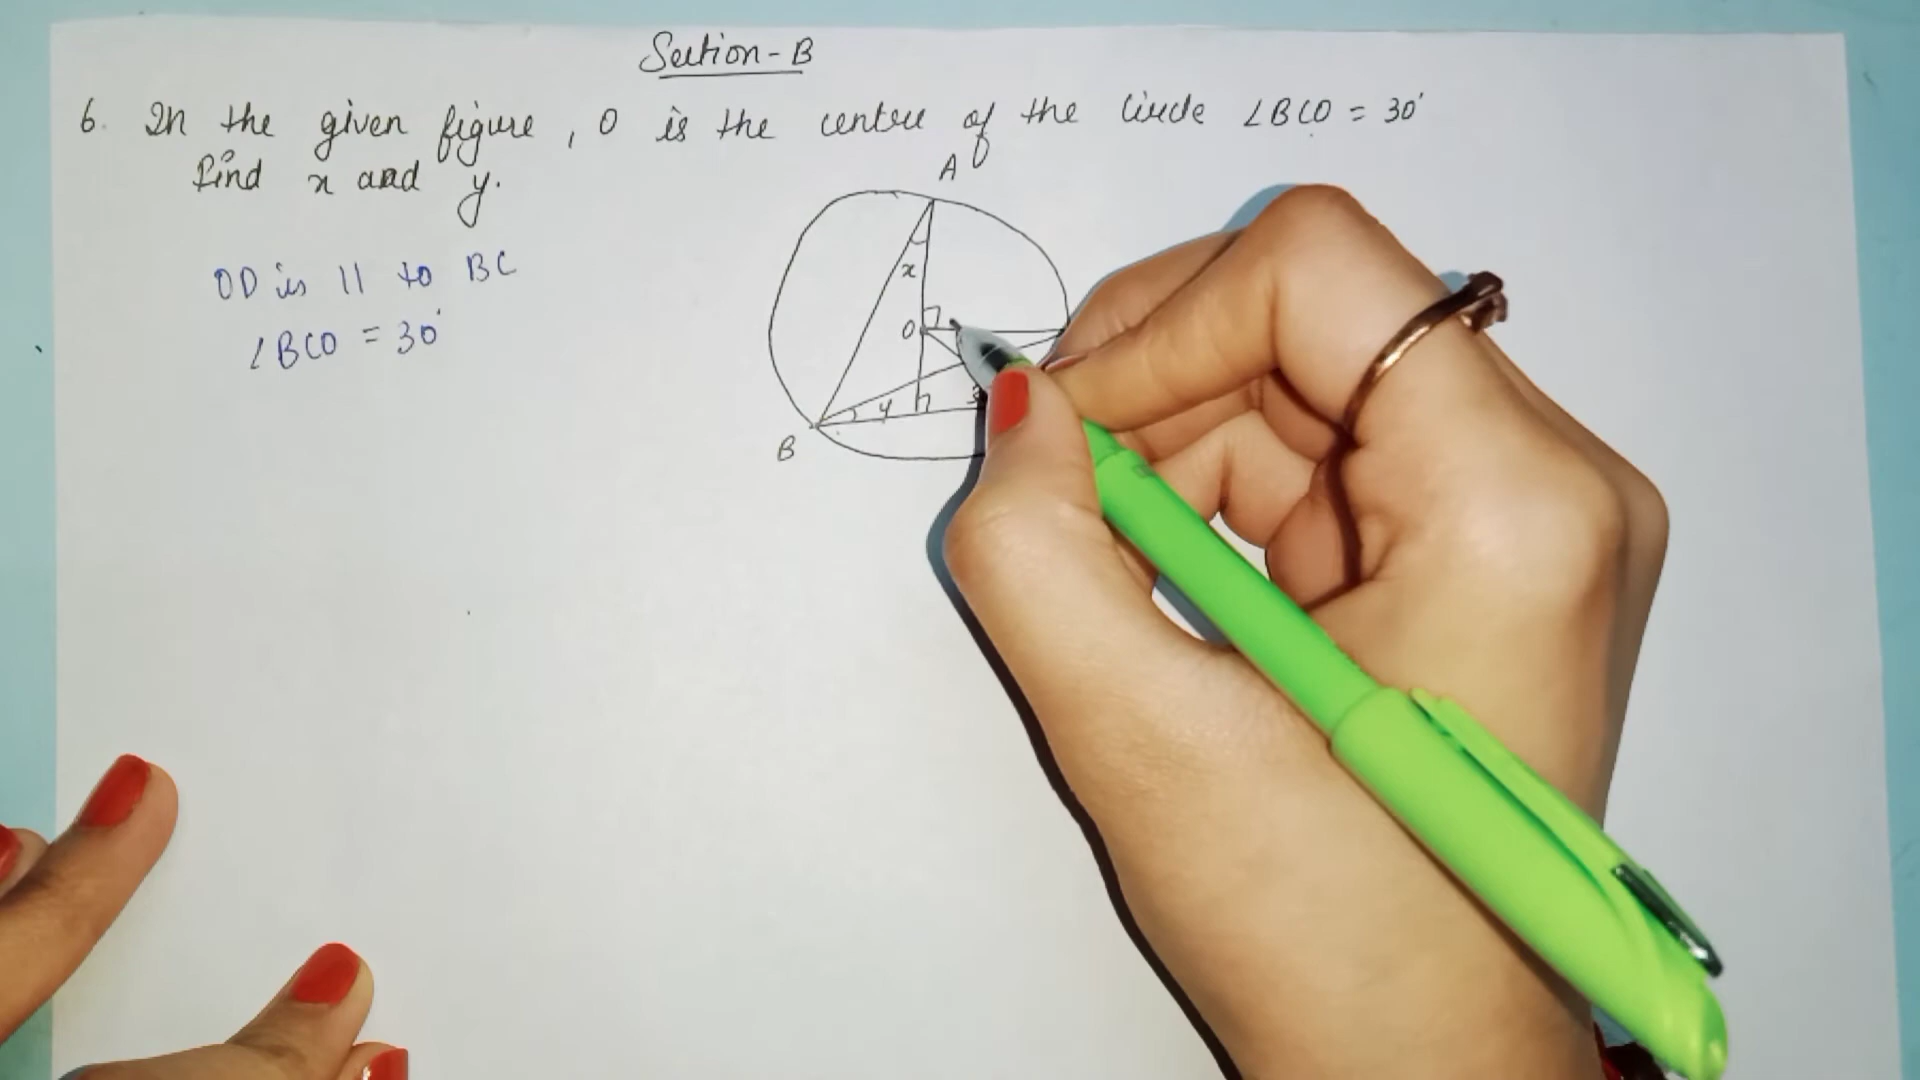 Section-B
6. In the given figure, O is the centre of the circle ∠BCO = 30°
Find x and y.
A
OD is || to BC
x
∠BCO = 30°
O
y
B